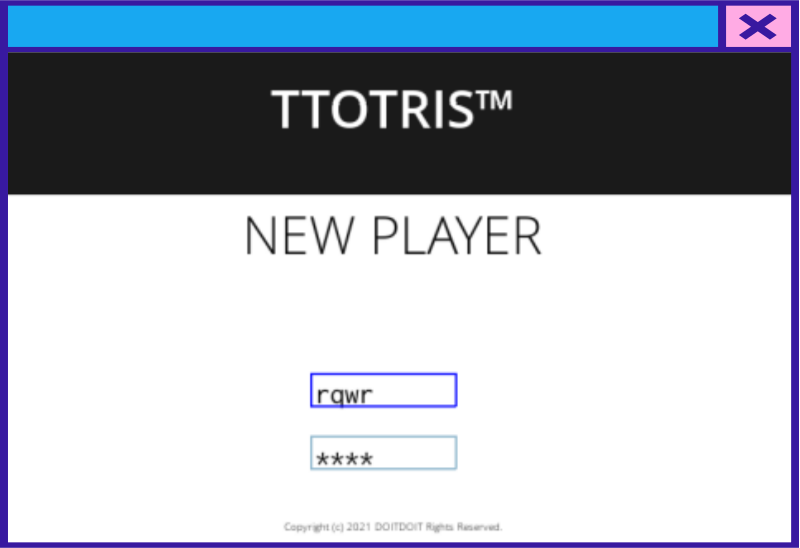 TTOTRIS™
NEW PLAYER
rqwr
****
Copyright (c) 2021 DOITDOIT Rights Reserved.